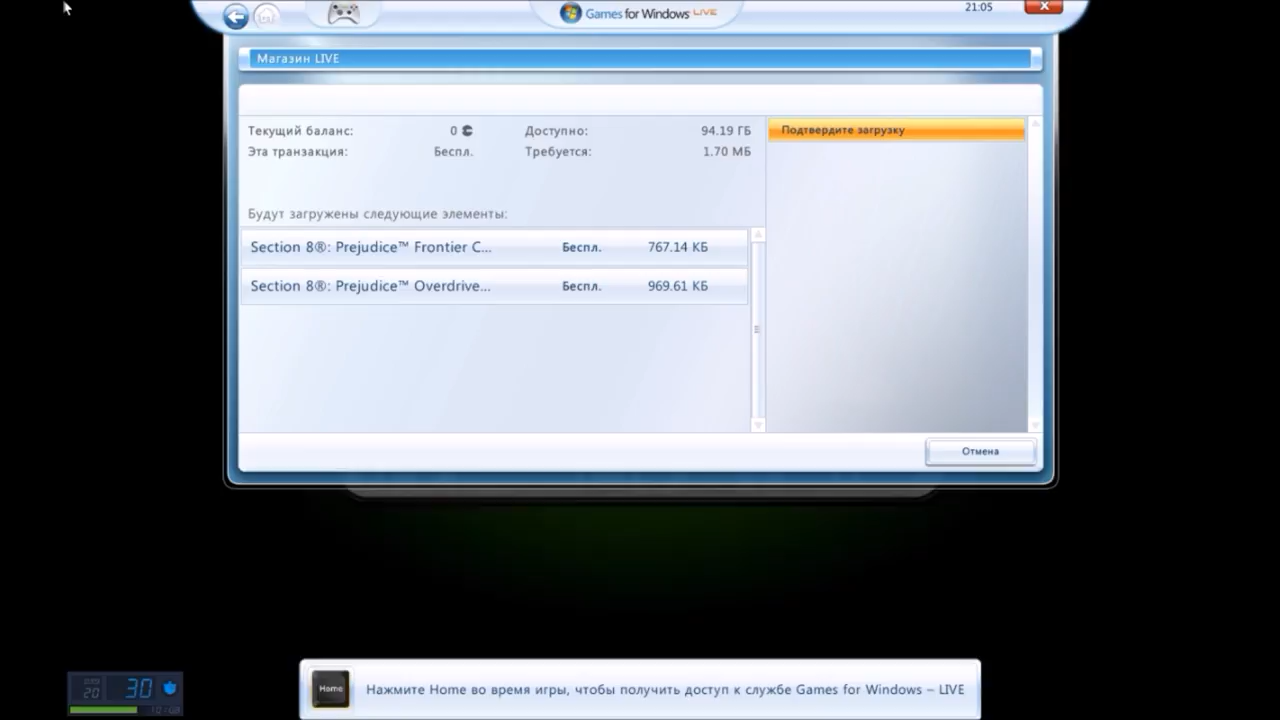 Games for Windows LIVE
21:05
X
Магазин LIVE
Текущий баланс: 0 Доступно: 94.19 ГБ
Эта транзакция: Беспл. Требуется: 1.70 МБ
Подтвердите загрузку
Будут загружены следующие элементы:
Section 8®: Prejudice™ Frontier C... Беспл. 767.14 КБ
Section 8®: Prejudice™ Overdrive... Беспл. 969.61 КБ
Отмена
Home
Нажмите Home во время игры, чтобы получить доступ к службе Games for Windows – LIVE
20 30